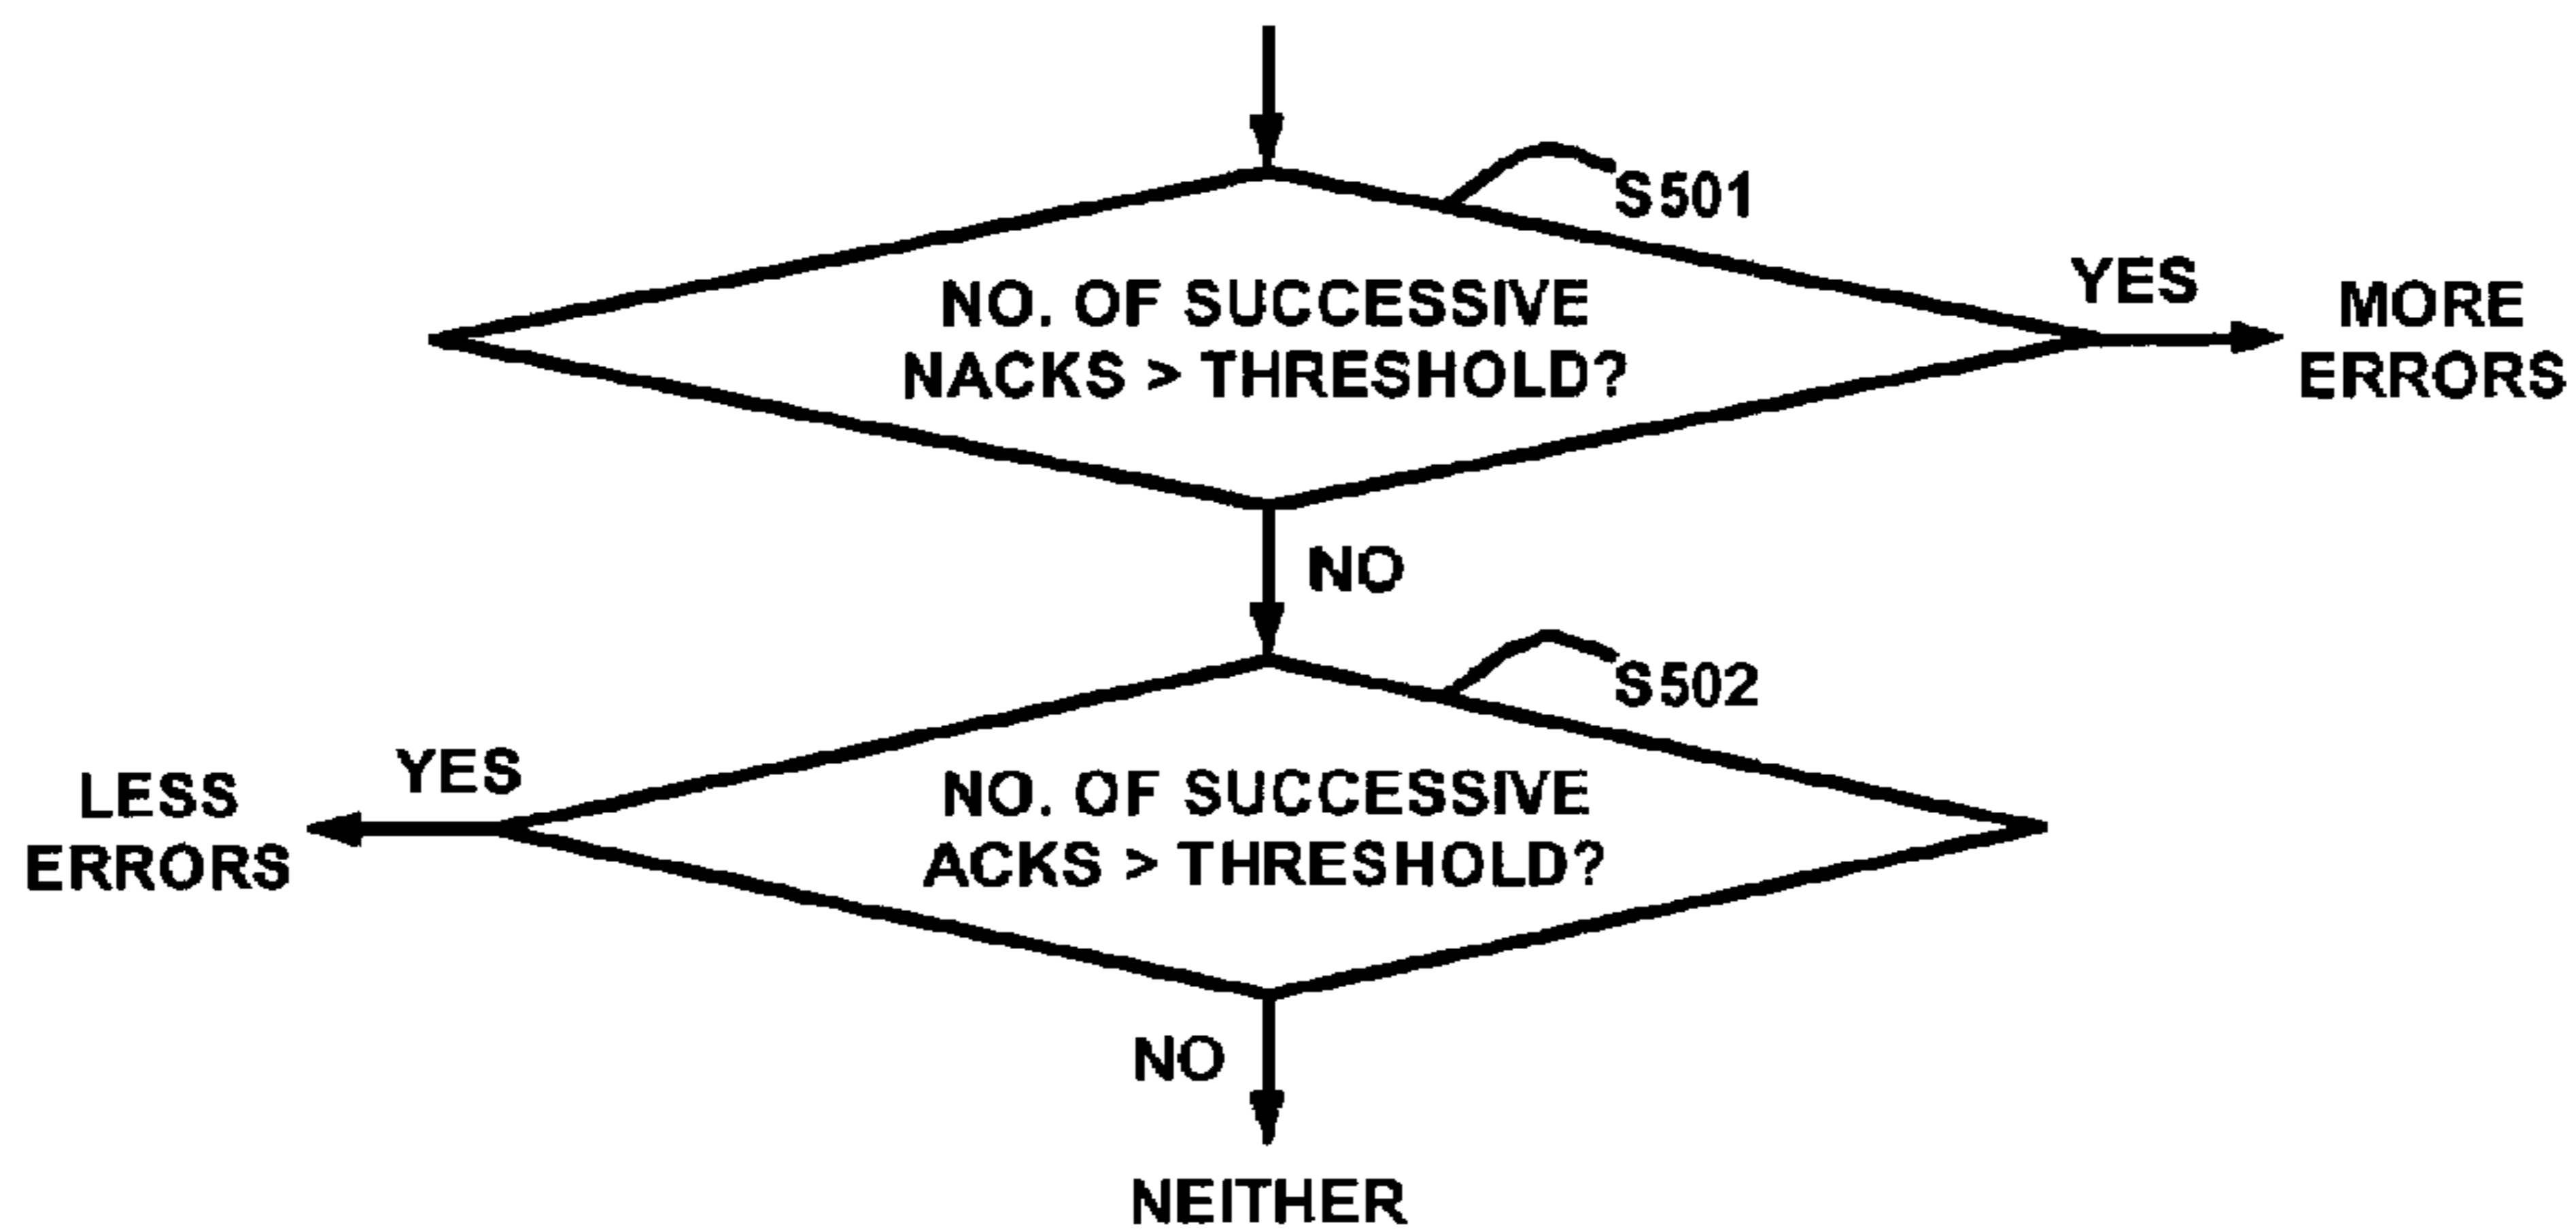 S501
NO. OF SUCCESSIVE
NACKS > THRESHOLD?
YES
MORE
ERRORS
NO
S502
NO. OF SUCCESSIVE
ACKS > THRESHOLD?
YES
LESS
ERRORS
NO
NEITHER